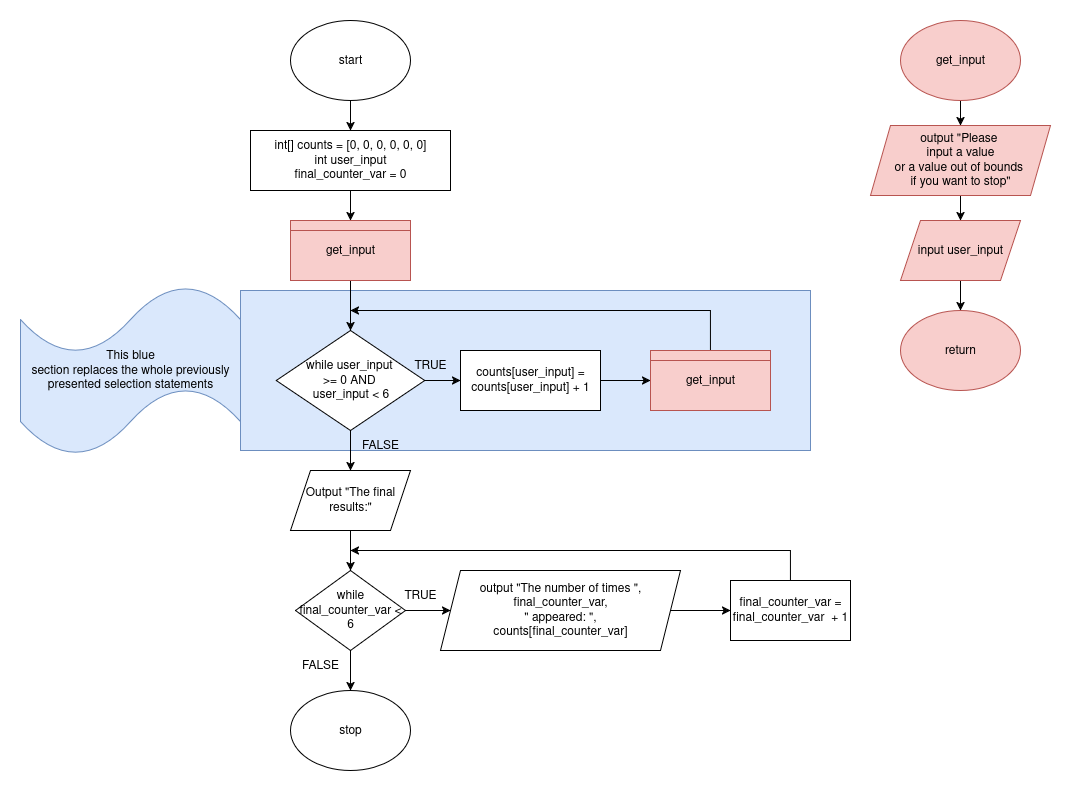 start
int[] counts = [0, 0, 0, 0, 0, 0]
int user_input
final_counter_var = 0
get_input
This blue
section replaces the whole previously
presented selection statements
while user_input
>= 0 AND
user_input < 6
TRUE
counts[user_input] =
counts[user_input] + 1
get_input
FALSE
Output "The final
results:"
while
final_counter_var <
6
TRUE
output "The number of times ",
final_counter_var,
" appeared: ",
counts[final_counter_var]
final_counter_var =
final_counter_var + 1
FALSE
stop
get_input
output "Please
input a value
or a value out of bounds
if you want to stop"
input user_input
return